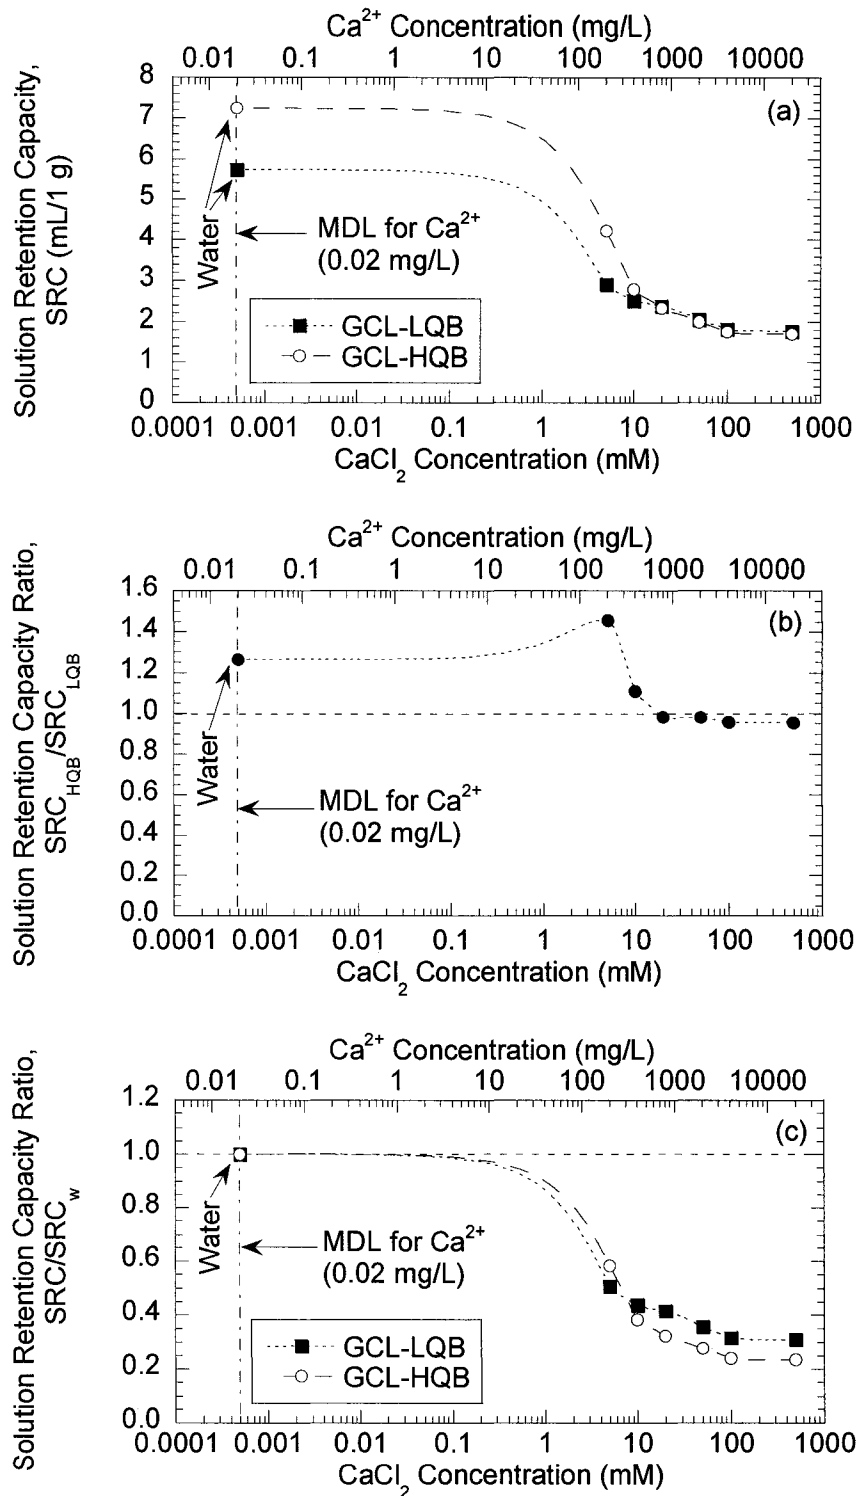 Ca²⁺ Concentration (mg/L)
0.01 0.1 1 10 100 1000 10000
Solution Retention Capacity,
SRC (mL/1 g)
8
7
6
5
4
3
2
1
0
(a)
Water
MDL for Ca²⁺
(0.02 mg/L)
GCL-LQB
GCL-HQB
0.0001 0.001 0.01 0.1 1 10 100 1000
CaCl₂ Concentration (mM)
Ca²⁺ Concentration (mg/L)
0.01 0.1 1 10 100 1000 10000
Solution Retention Capacity Ratio,
SRC_HQB/SRC_LQB
1.6
1.4
1.2
1.0
0.8
0.6
0.4
0.2
0.0
(b)
Water
MDL for Ca²⁺
(0.02 mg/L)
0.0001 0.001 0.01 0.1 1 10 100 1000
CaCl₂ Concentration (mM)
Ca²⁺ Concentration (mg/L)
0.01 0.1 1 10 100 1000 10000
Solution Retention Capacity Ratio,
SRC/SRC_w
1.2
1.0
0.8
0.6
0.4
0.2
0.0
(c)
Water
MDL for Ca²⁺
(0.02 mg/L)
GCL-LQB
GCL-HQB
0.0001 0.001 0.01 0.1 1 10 100 1000
CaCl₂ Concentration (mM)